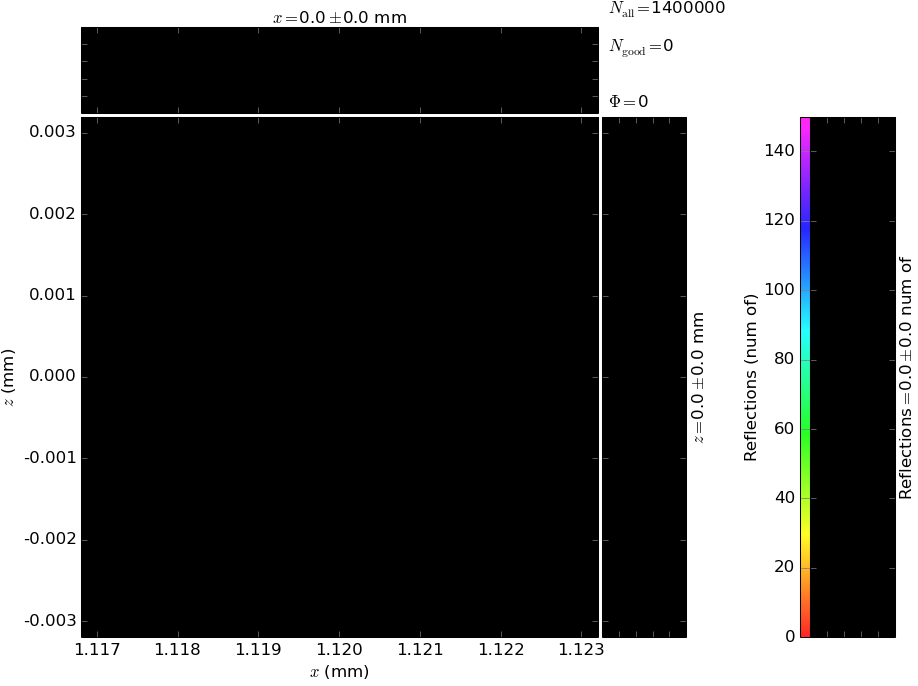 x=0.0 ±0.0 mm
N_all=1400000
N_good=0
Φ=0
0.003
0.002
0.001
0.000
-0.001
-0.002
-0.003
z (mm)
1.117 1.118 1.119 1.120 1.121 1.122 1.123
x (mm)
z=0.0±0.0 mm
Reflections (num of)
140
120
100
80
60
40
20
0
Reflections=0.0±0.0 num of